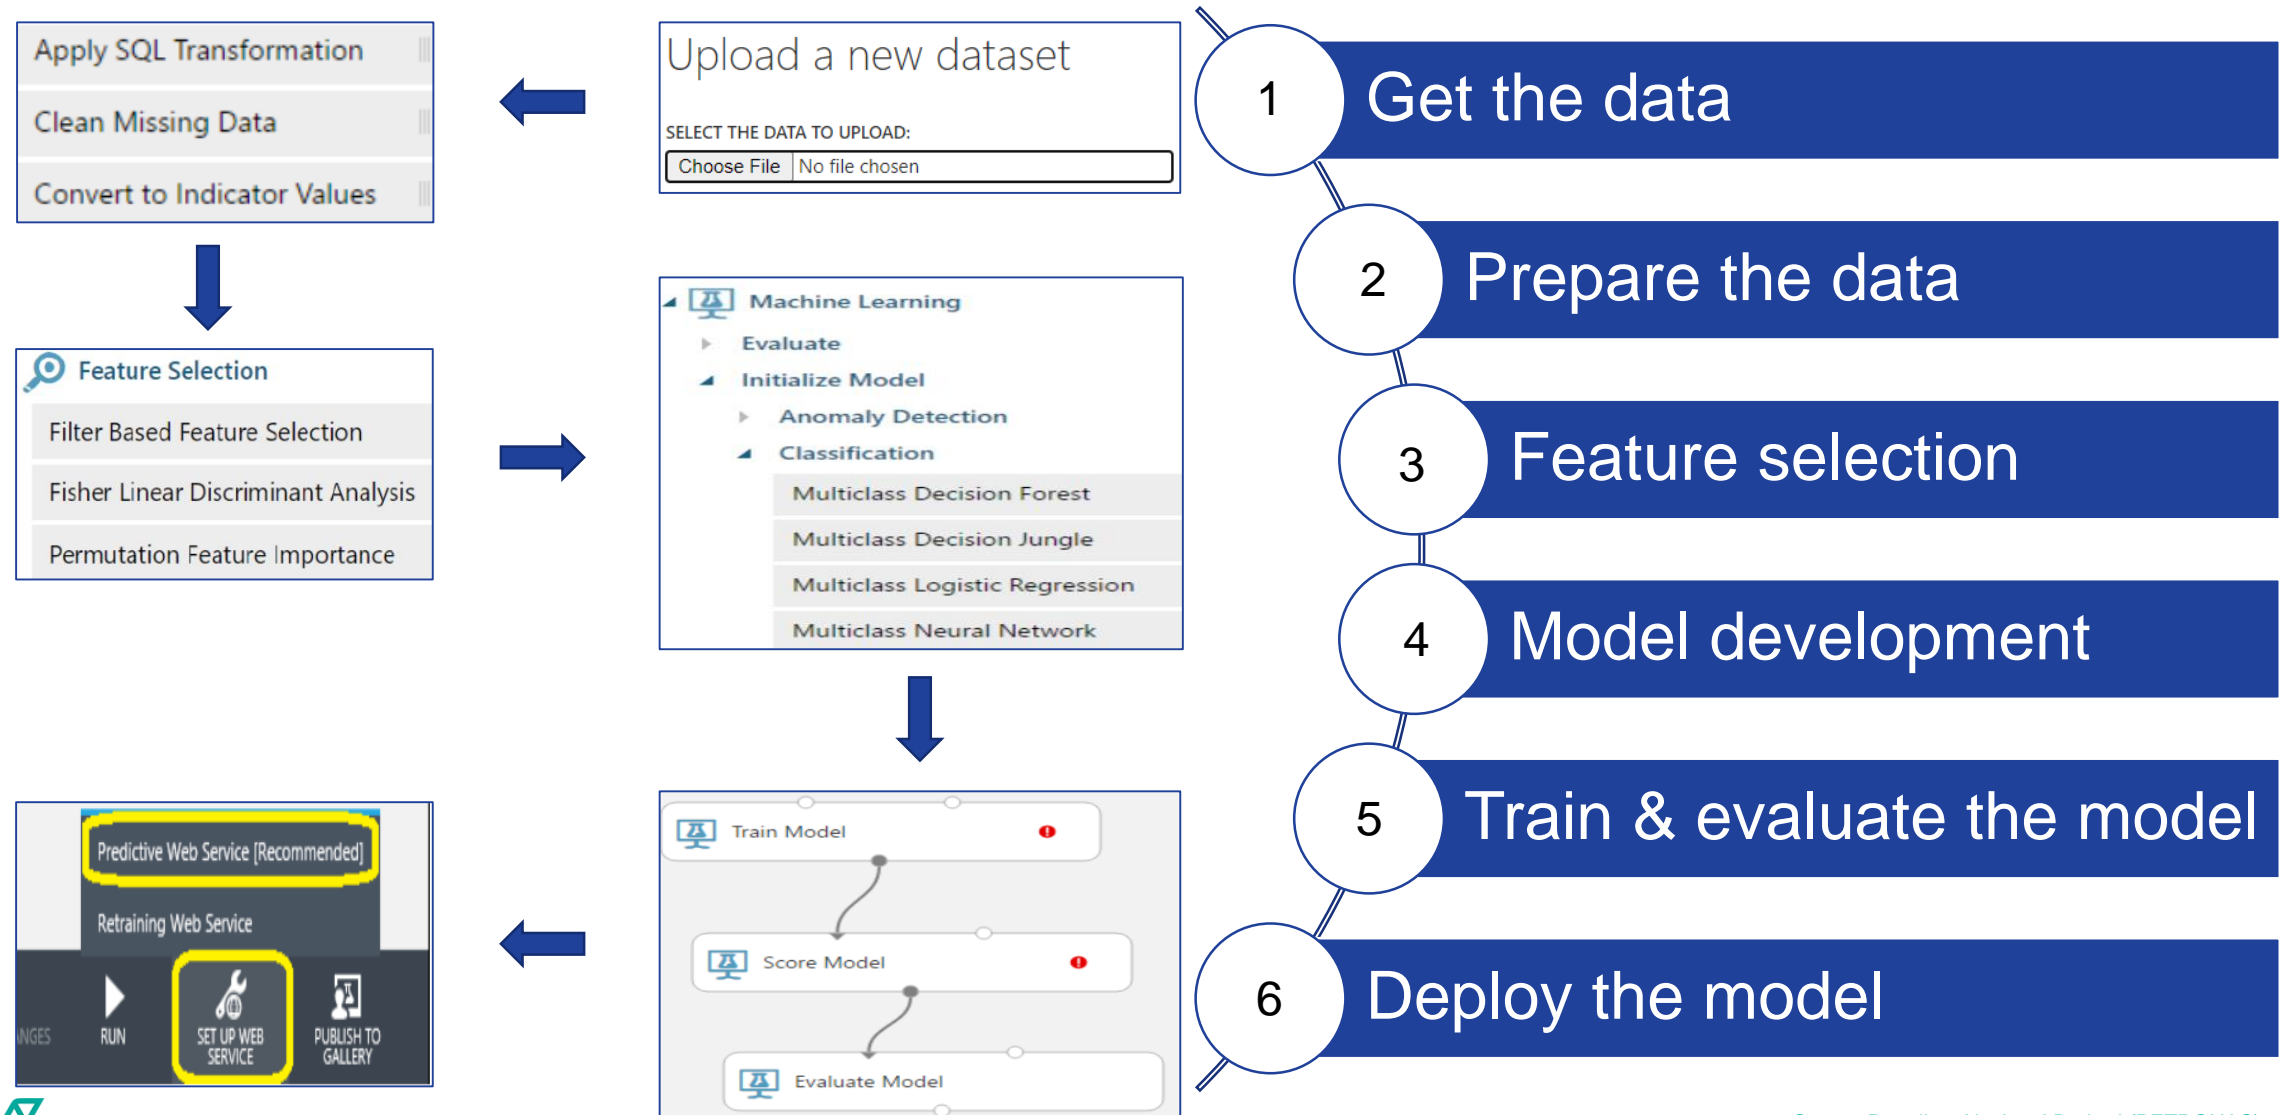 Apply SQL Transformation
Clean Missing Data
Convert to Indicator Values
Upload a new dataset
SELECT THE DATA TO UPLOAD:
Choose File No file chosen
Feature Selection
Filter Based Feature Selection
Fisher Linear Discriminant Analysis
Permutation Feature Importance
Machine Learning
Evaluate
Initialize Model
Anomaly Detection
Classification
Multiclass Decision Forest
Multiclass Decision Jungle
Multiclass Logistic Regression
Multiclass Neural Network
Train Model
Score Model
Evaluate Model
Predictive Web Service [Recommended]
Retraining Web Service
RUN
SET UP WEB
SERVICE
PUBLISH TO
GALLERY
1 Get the data
2 Prepare the data
3 Feature selection
4 Model development
5 Train & evaluate the model
6 Deploy the model